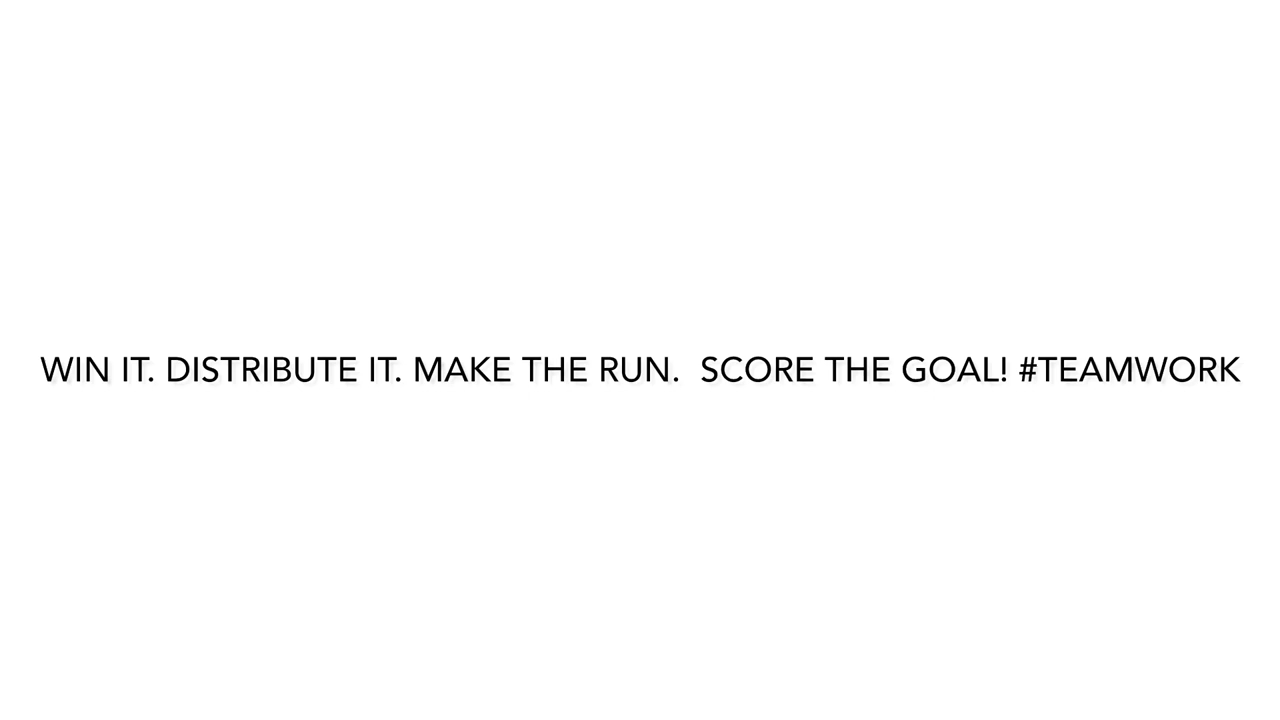 WIN IT. DISTRIBUTE IT. MAKE THE RUN.  SCORE THE GOAL! #TEAMWORK